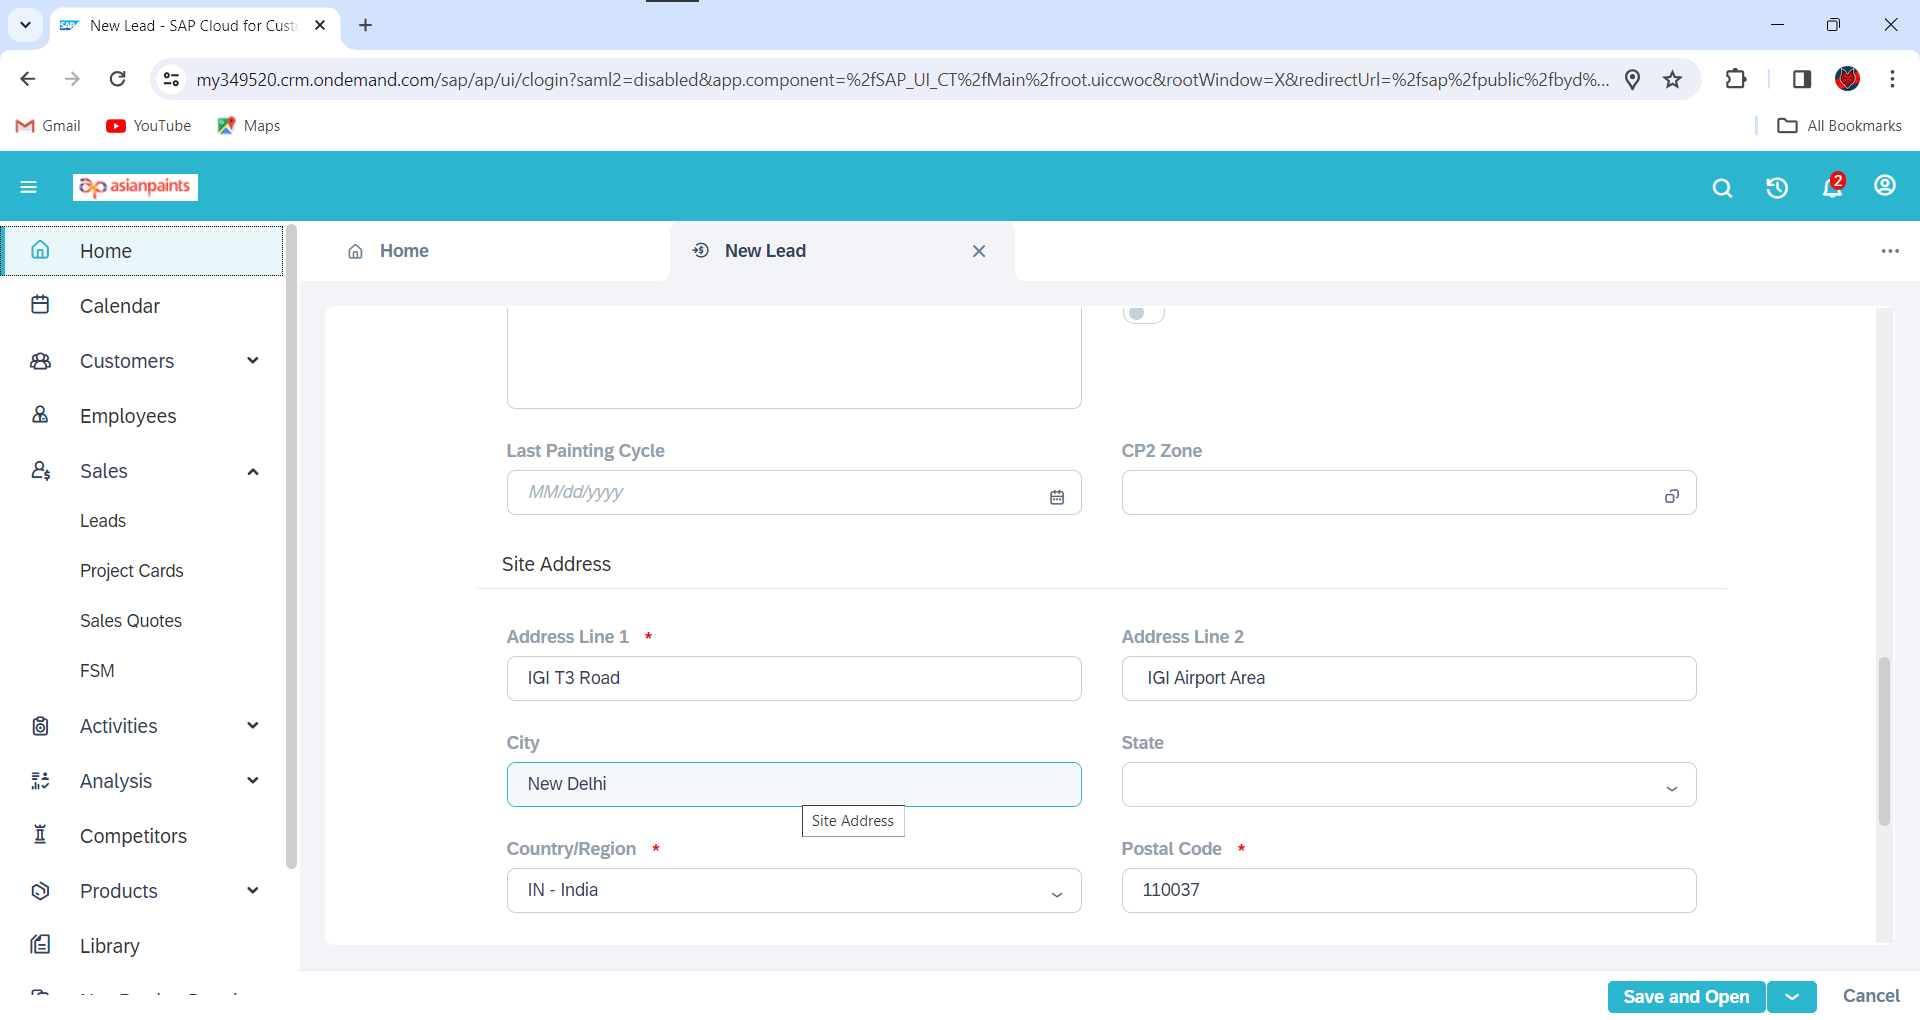 New Lead - SAP Cloud for Cust
my349520.crm.ondemand.com/sap/ap/ui/clogin?saml2=disabled&app.component=%2fSAP_UI_CT%2fMain%2froot.uiccwoc&rootWindow=X&redirectUrl=%2fsap%2fpublic%2fbyd%...
Gmail
YouTube
Maps
All Bookmarks
asianpaints
2
Home
Calendar
Customers
Employees
Sales
Leads
Project Cards
Sales Quotes
FSM
Activities
Analysis
Competitors
Products
Library
Home
New Lead
Last Painting Cycle
MM/dd/yyyy
CP2 Zone
Site Address
Address Line 1 *
IGI T3 Road
Address Line 2
IGI Airport Area
City
New Delhi
State
Site Address
Country/Region *
IN - India
Postal Code *
110037
Save and Open
Cancel